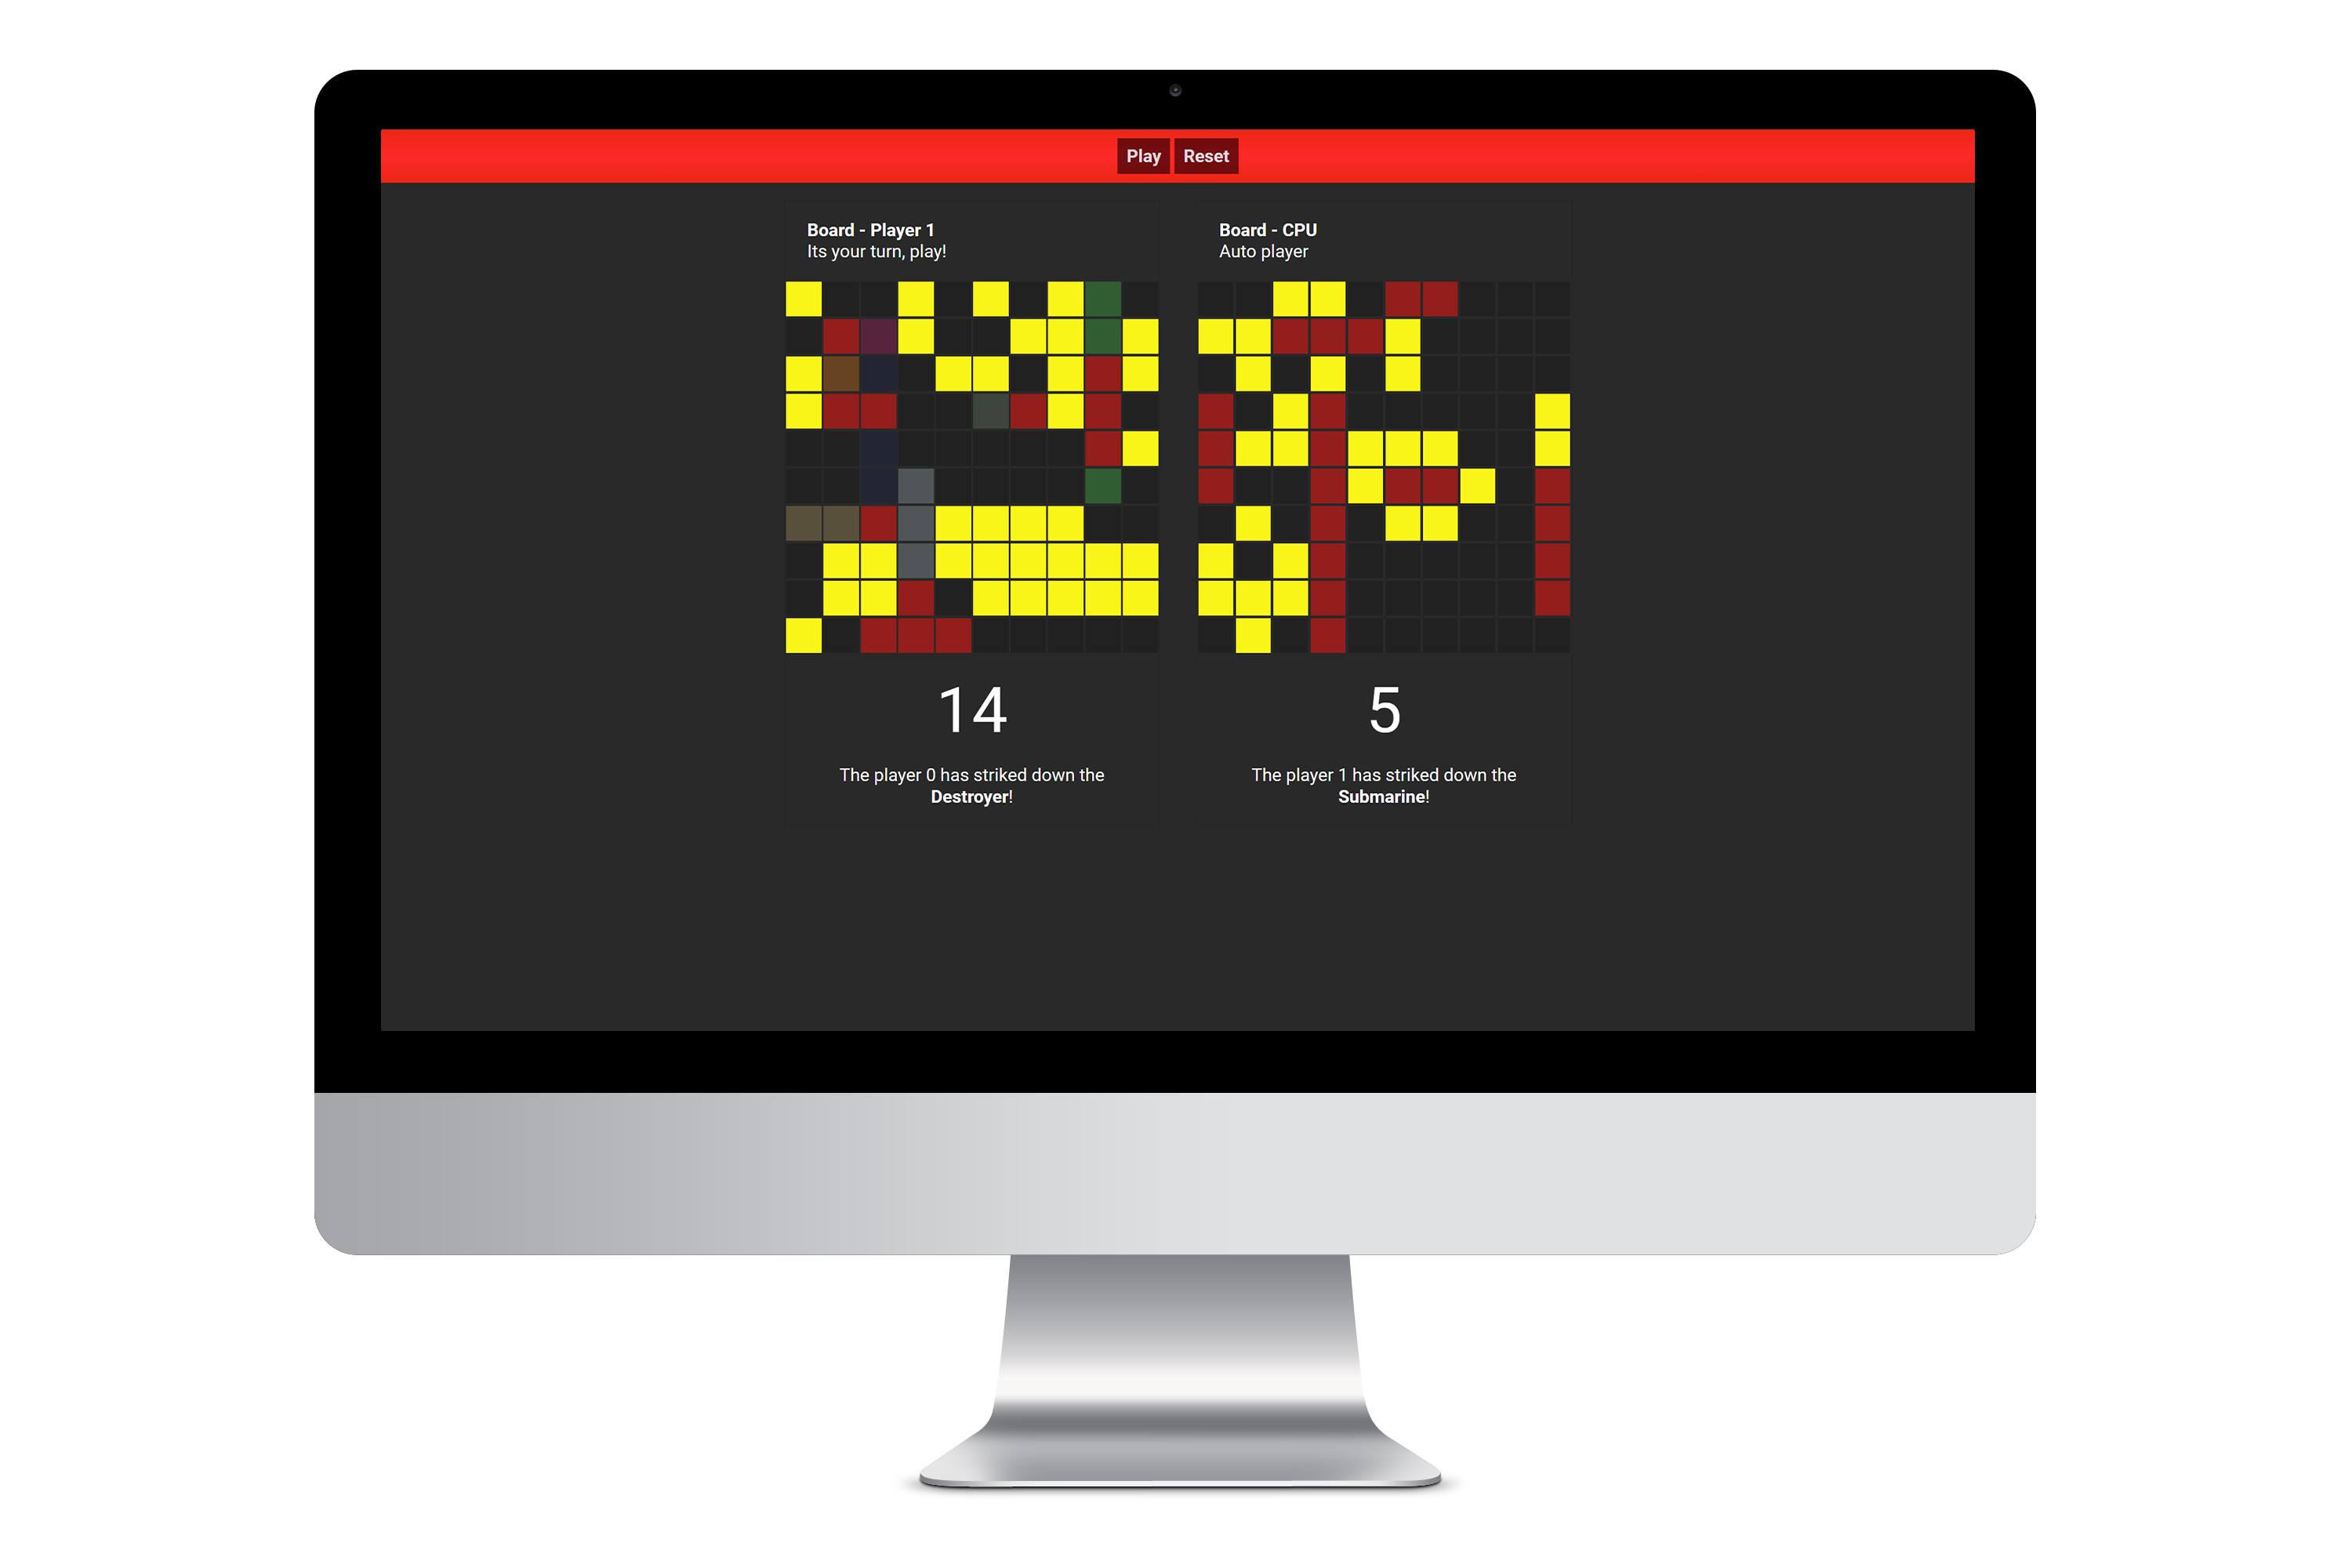 Play Reset
Board - Player 1
Its your turn, play!
Board - CPU
Auto player
14
The player 0 has striked down the
Destroyer!
5
The player 1 has striked down the
Submarine!